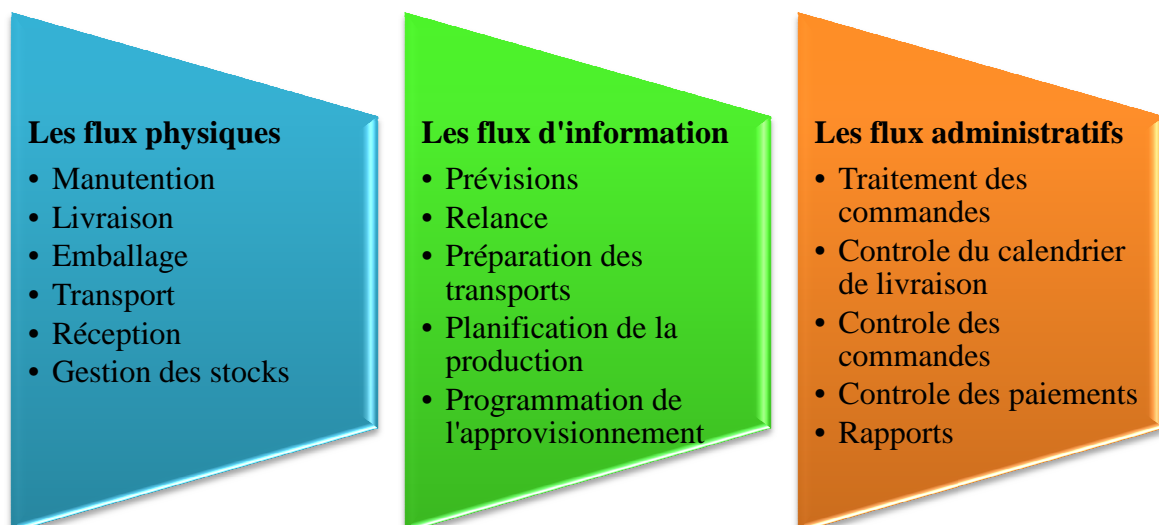 Les flux physiques
• Manutention
• Livraison
• Emballage
• Transport
• Réception
• Gestion des stocks
Les flux d'information
• Prévisions
• Relance
• Préparation des
transports
• Planification de la
production
• Programmation de
l'approvisionnement
Les flux administratifs
• Traitement des
commandes
• Controle du calendrier
de livraison
• Controle des
commandes
• Controle des paiements
• Rapports